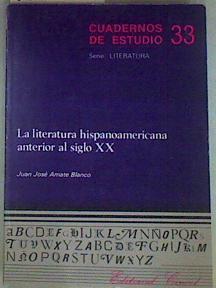 CUADERNOS
DE ESTUDIO 33
Serie: LITERATURA
La literatura hispanoamericana
anterior al siglo XX
Juan José Amate Blanco
Editorial Cincel